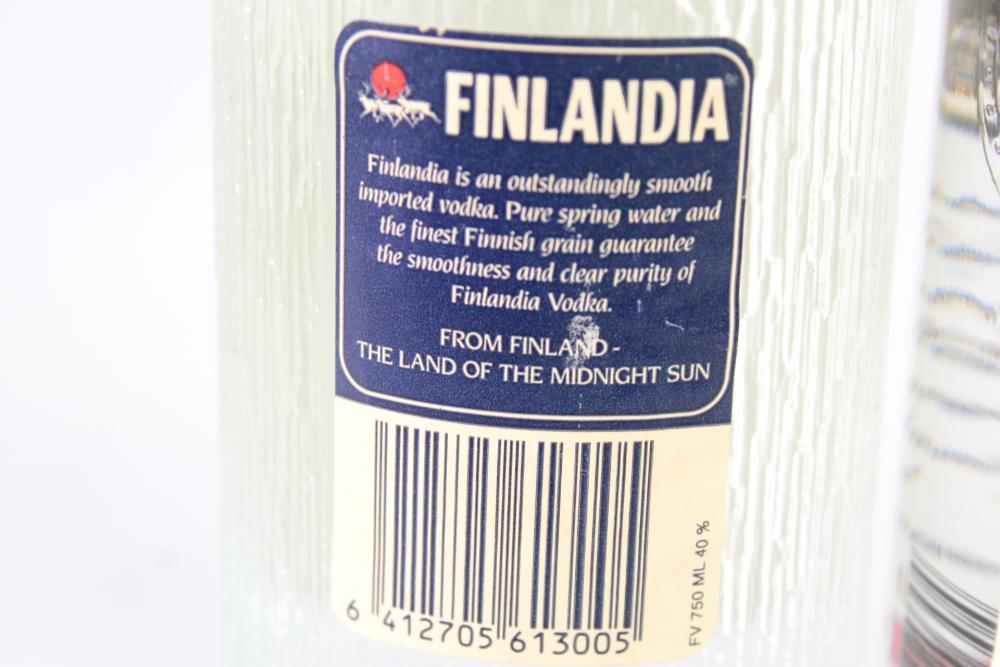 FINLANDIA
Finlandia is an outstandingly smooth
imported vodka. Pure spring water and
the finest Finnish grain guarantee
the smoothness and clear purity of
Finlandia Vodka.
FROM FINLAND -
THE LAND OF THE MIDNIGHT SUN
6 412705 613005
FV 750 ML 40 %